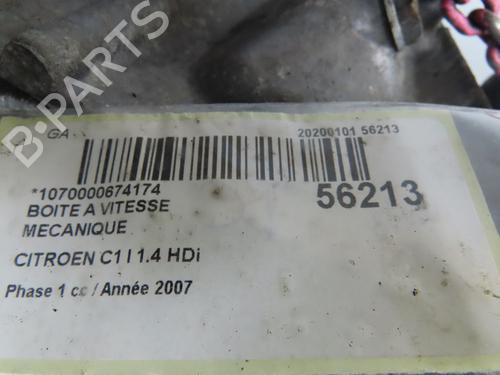 B-PARTS
GA
20200101 56213
*1070000674174
56213
BOITE A VITESSE
MECANIQUE
CITROEN C1 I 1.4 HDi
Phase 1 cc / Année 2007